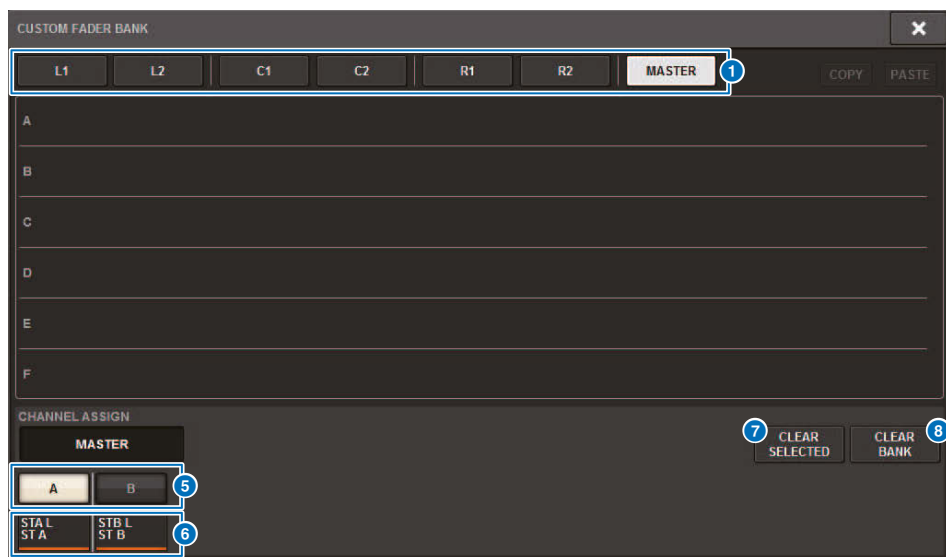 CUSTOM FADER BANK
L1 L2 C1 C2 R1 R2 MASTER 1 COPY PASTE
A
B
C
D
E
F
CHANNEL ASSIGN
MASTER
7 CLEAR SELECTED
CLEAR BANK 8
A B 5
STA L STB L
ST A ST B 6